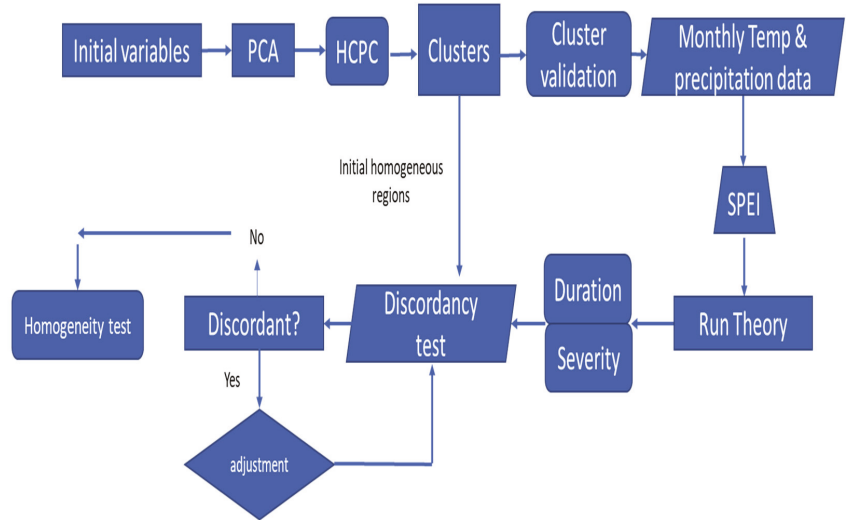 Initial variables
PCA
HCPC
Clusters
Cluster
validation
Monthly Temp &
precipitation data
Initial homogeneous
regions
SPEI
No
Homogeneity test
Discordant?
Discordancy
test
Duration
Severity
Run Theory
Yes
adjustment